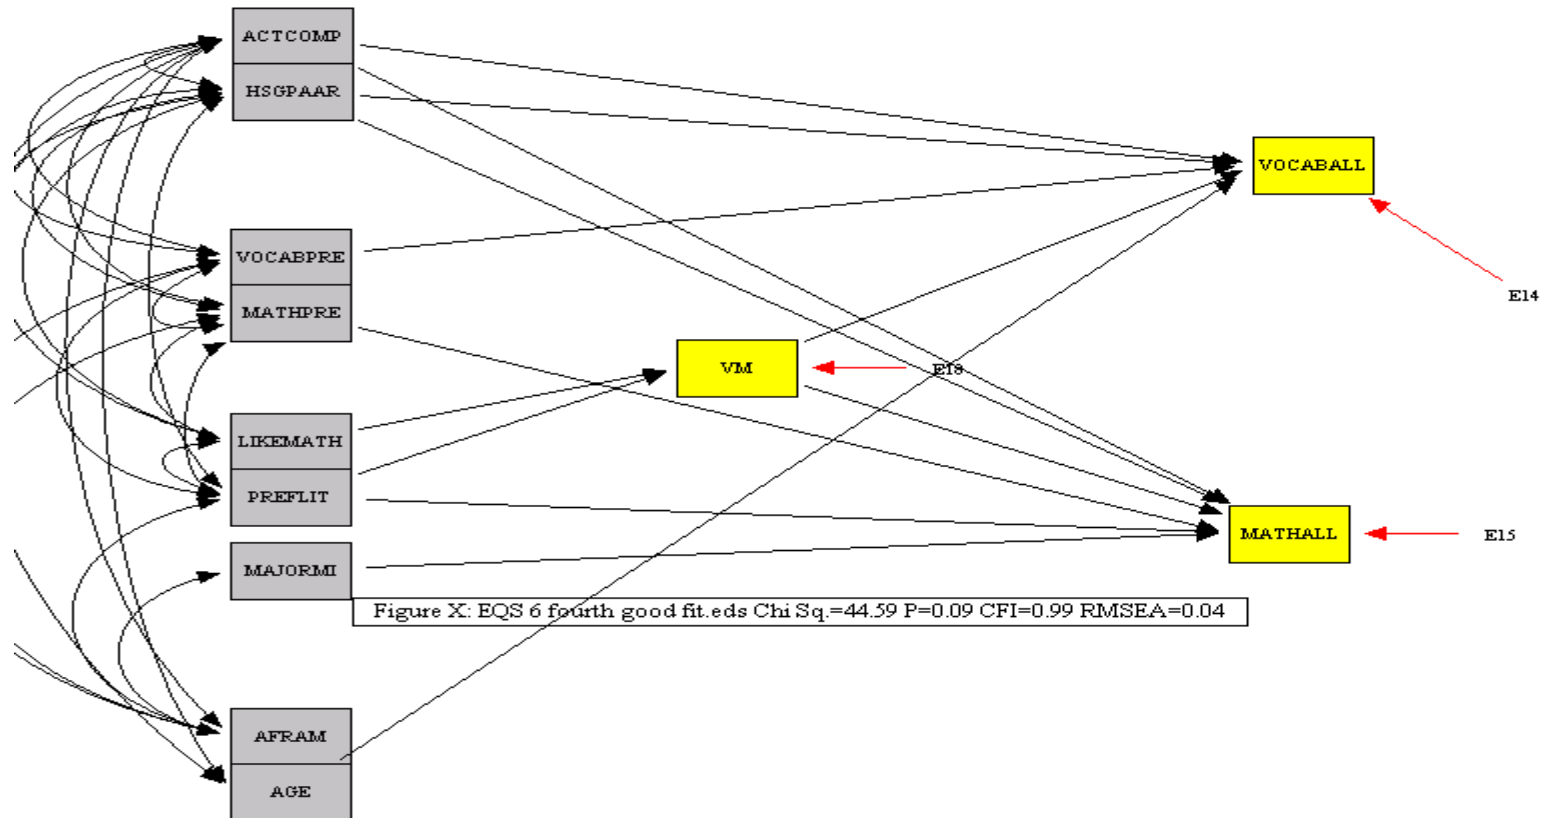 ACTCOMP
HSGPAAR
VOCABALL
VOCABPRE
E14
MATHPRE
VM
E18
LIKEMATH
PREFLIT
MATHALL
E15
MAJORMI
Figure X: EQS 6 fourth good fit.eds Chi Sq.=44.59 P=0.09 CFI=0.99 RMSEA=0.04
AFRAM
AGE